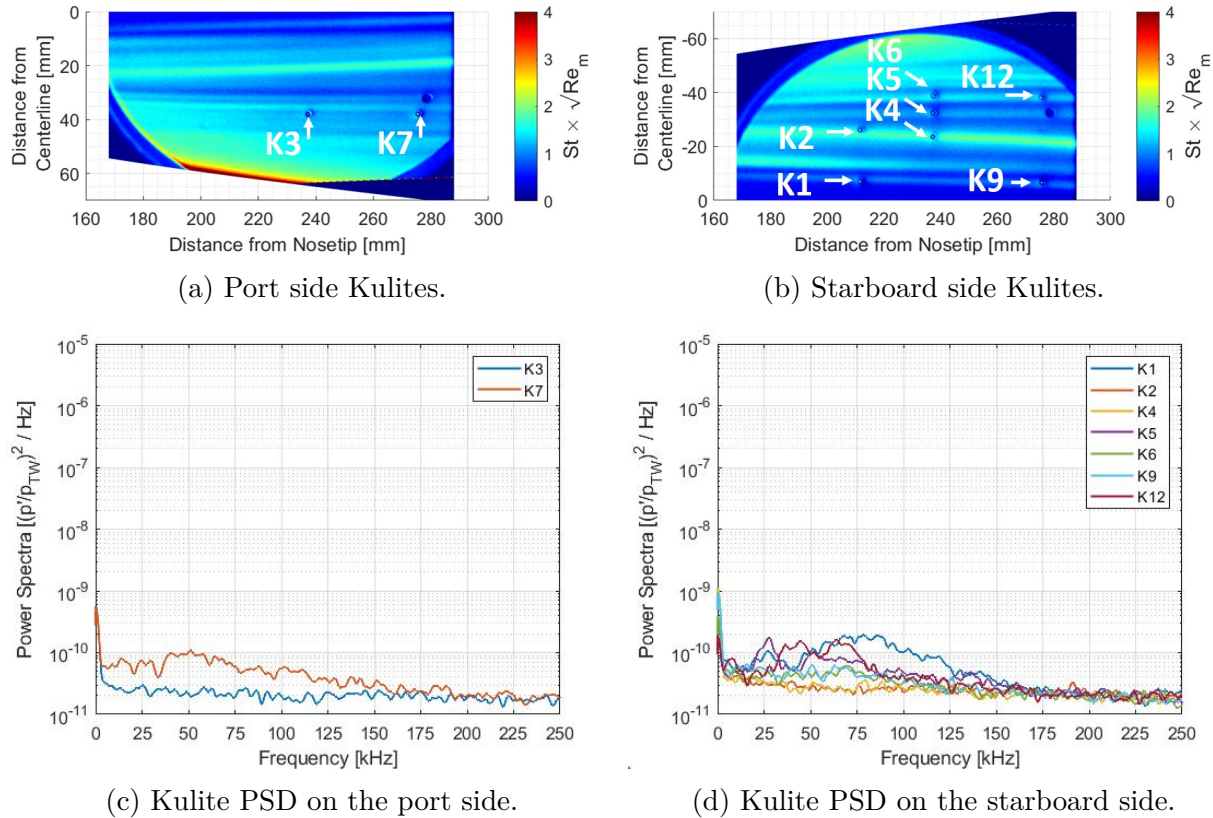 0
20
40
60
160
180
200
220
240
260
280
300
Distance from
Centerline [mm]
Distance from Nosetip [mm]
K3
K7
4
3
2
1
0
St × √Re_m
(a) Port side Kulites.
-60
-40
-20
0
160
180
200
220
240
260
280
300
Distance from
Centerline [mm]
Distance from Nosetip [mm]
K6
K5
K12
K4
K2
K1
K9
4
3
2
1
0
St × √Re_m
(b) Starboard side Kulites.
10^-5
10^-6
10^-7
10^-8
10^-9
10^-10
10^-11
Power Spectra [(p'/p_TW)^2 / Hz]
0 25 50 75 100 125 150 175 200 225 250
Frequency [kHz]
K3
K7
(c) Kulite PSD on the port side.
10^-5
10^-6
10^-7
10^-8
10^-9
10^-10
10^-11
Power Spectra [(p'/p_TW)^2 / Hz]
0 25 50 75 100 125 150 175 200 225 250
Frequency [kHz]
K1
K2
K4
K5
K6
K9
K12
(d) Kulite PSD on the starboard side.